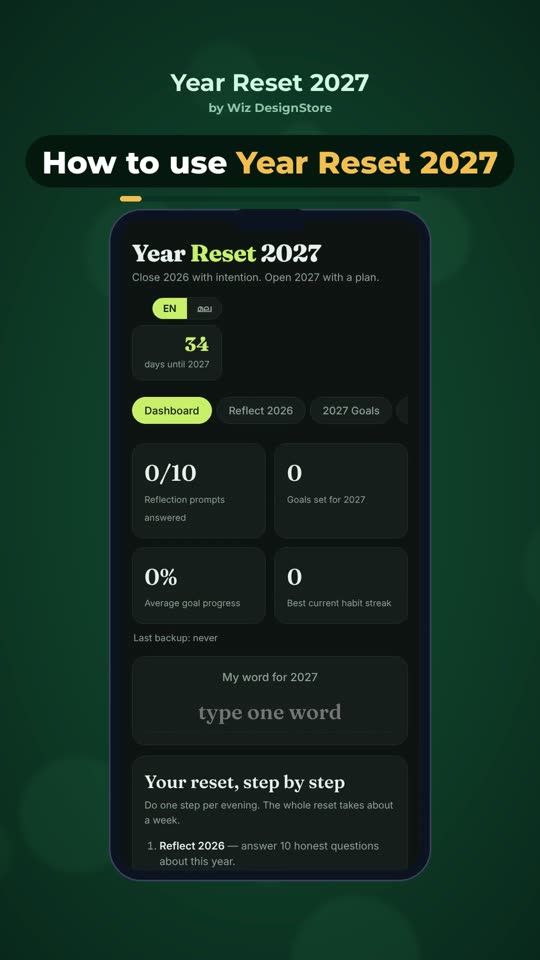 Year Reset 2027
by Wiz DesignStore
How to use Year Reset 2027
Year Reset 2027
Close 2026 with intention. Open 2027 with a plan.
EN മല
34
days until 2027
Dashboard Reflect 2026 2027 Goals
0/10
Reflection prompts
answered
0
Goals set for 2027
0%
Average goal progress
0
Best current habit streak
Last backup: never
My word for 2027
type one word
Your reset, step by step
Do one step per evening. The whole reset takes about
a week.
1. Reflect 2026 — answer 10 honest questions
about this year.